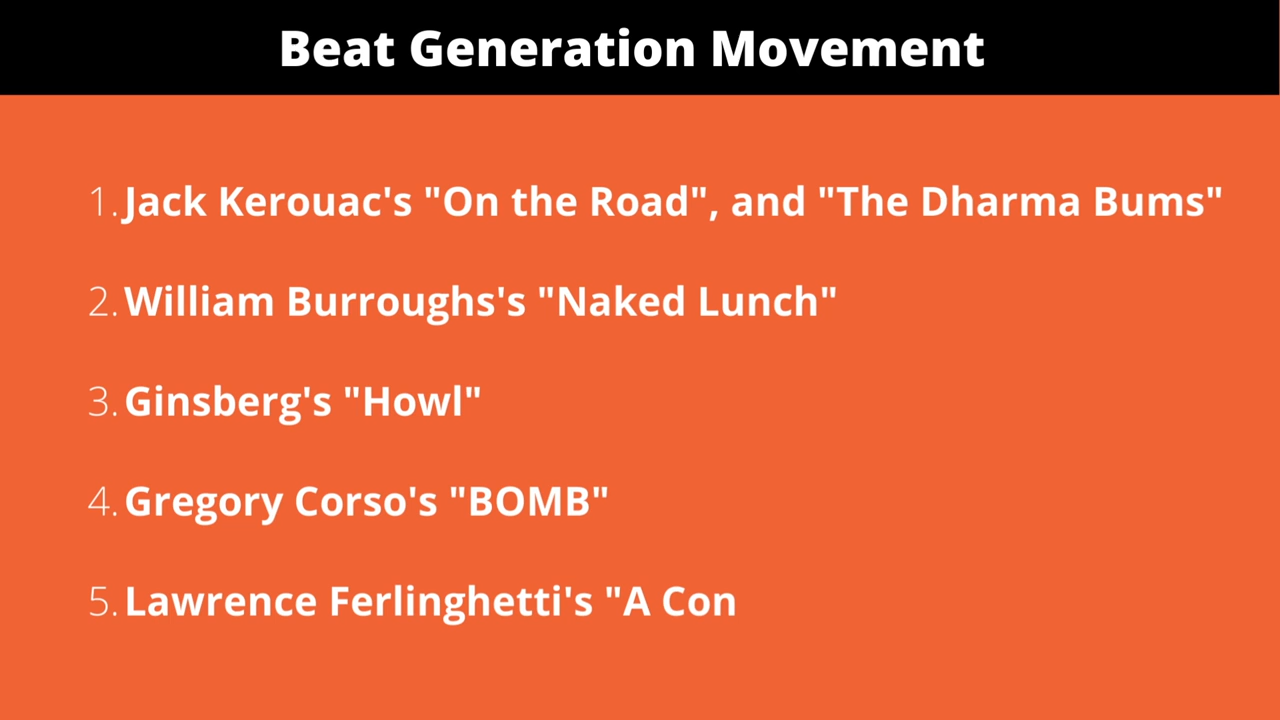 Beat Generation Movement
1. Jack Kerouac's "On the Road", and "The Dharma Bums"
2. William Burroughs's "Naked Lunch"
3. Ginsberg's "Howl"
4. Gregory Corso's "BOMB"
5. Lawrence Ferlinghetti's "A Con